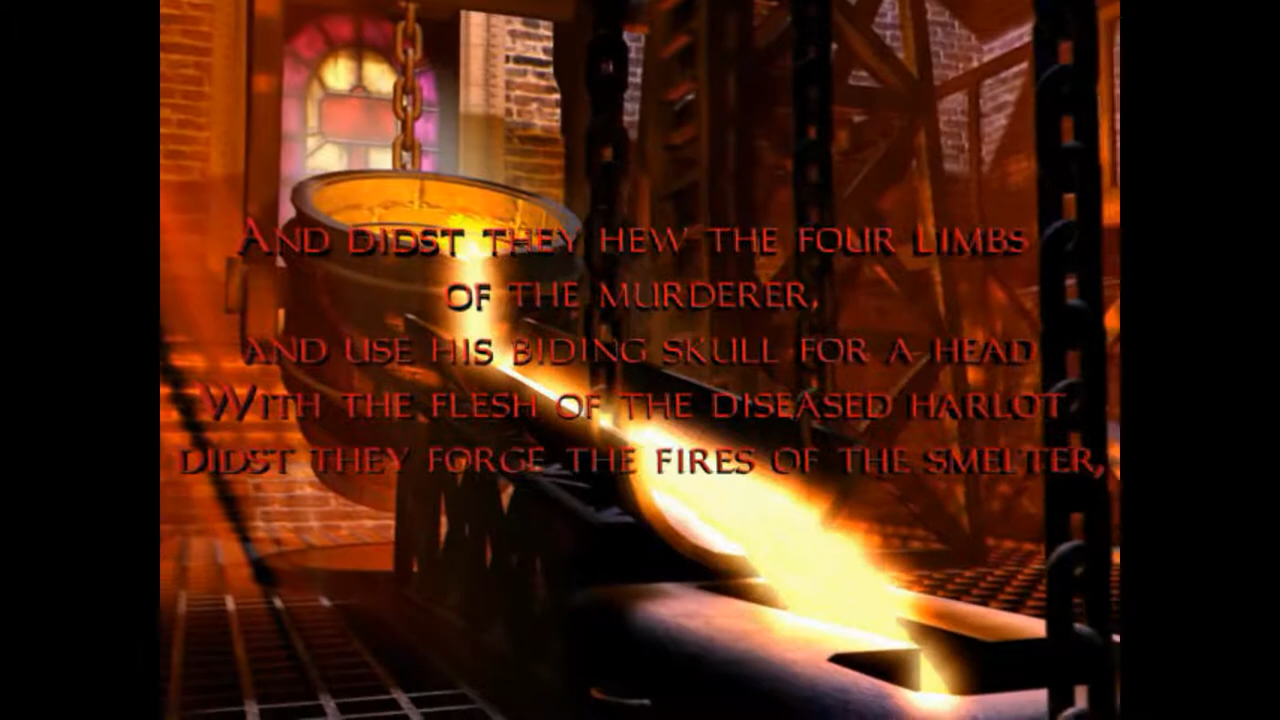 And didst they hew the four limbs
of the murderer,
and use his biding skull for a head
With the flesh of the diseased harlot
didst they forge the fires of the smelter,